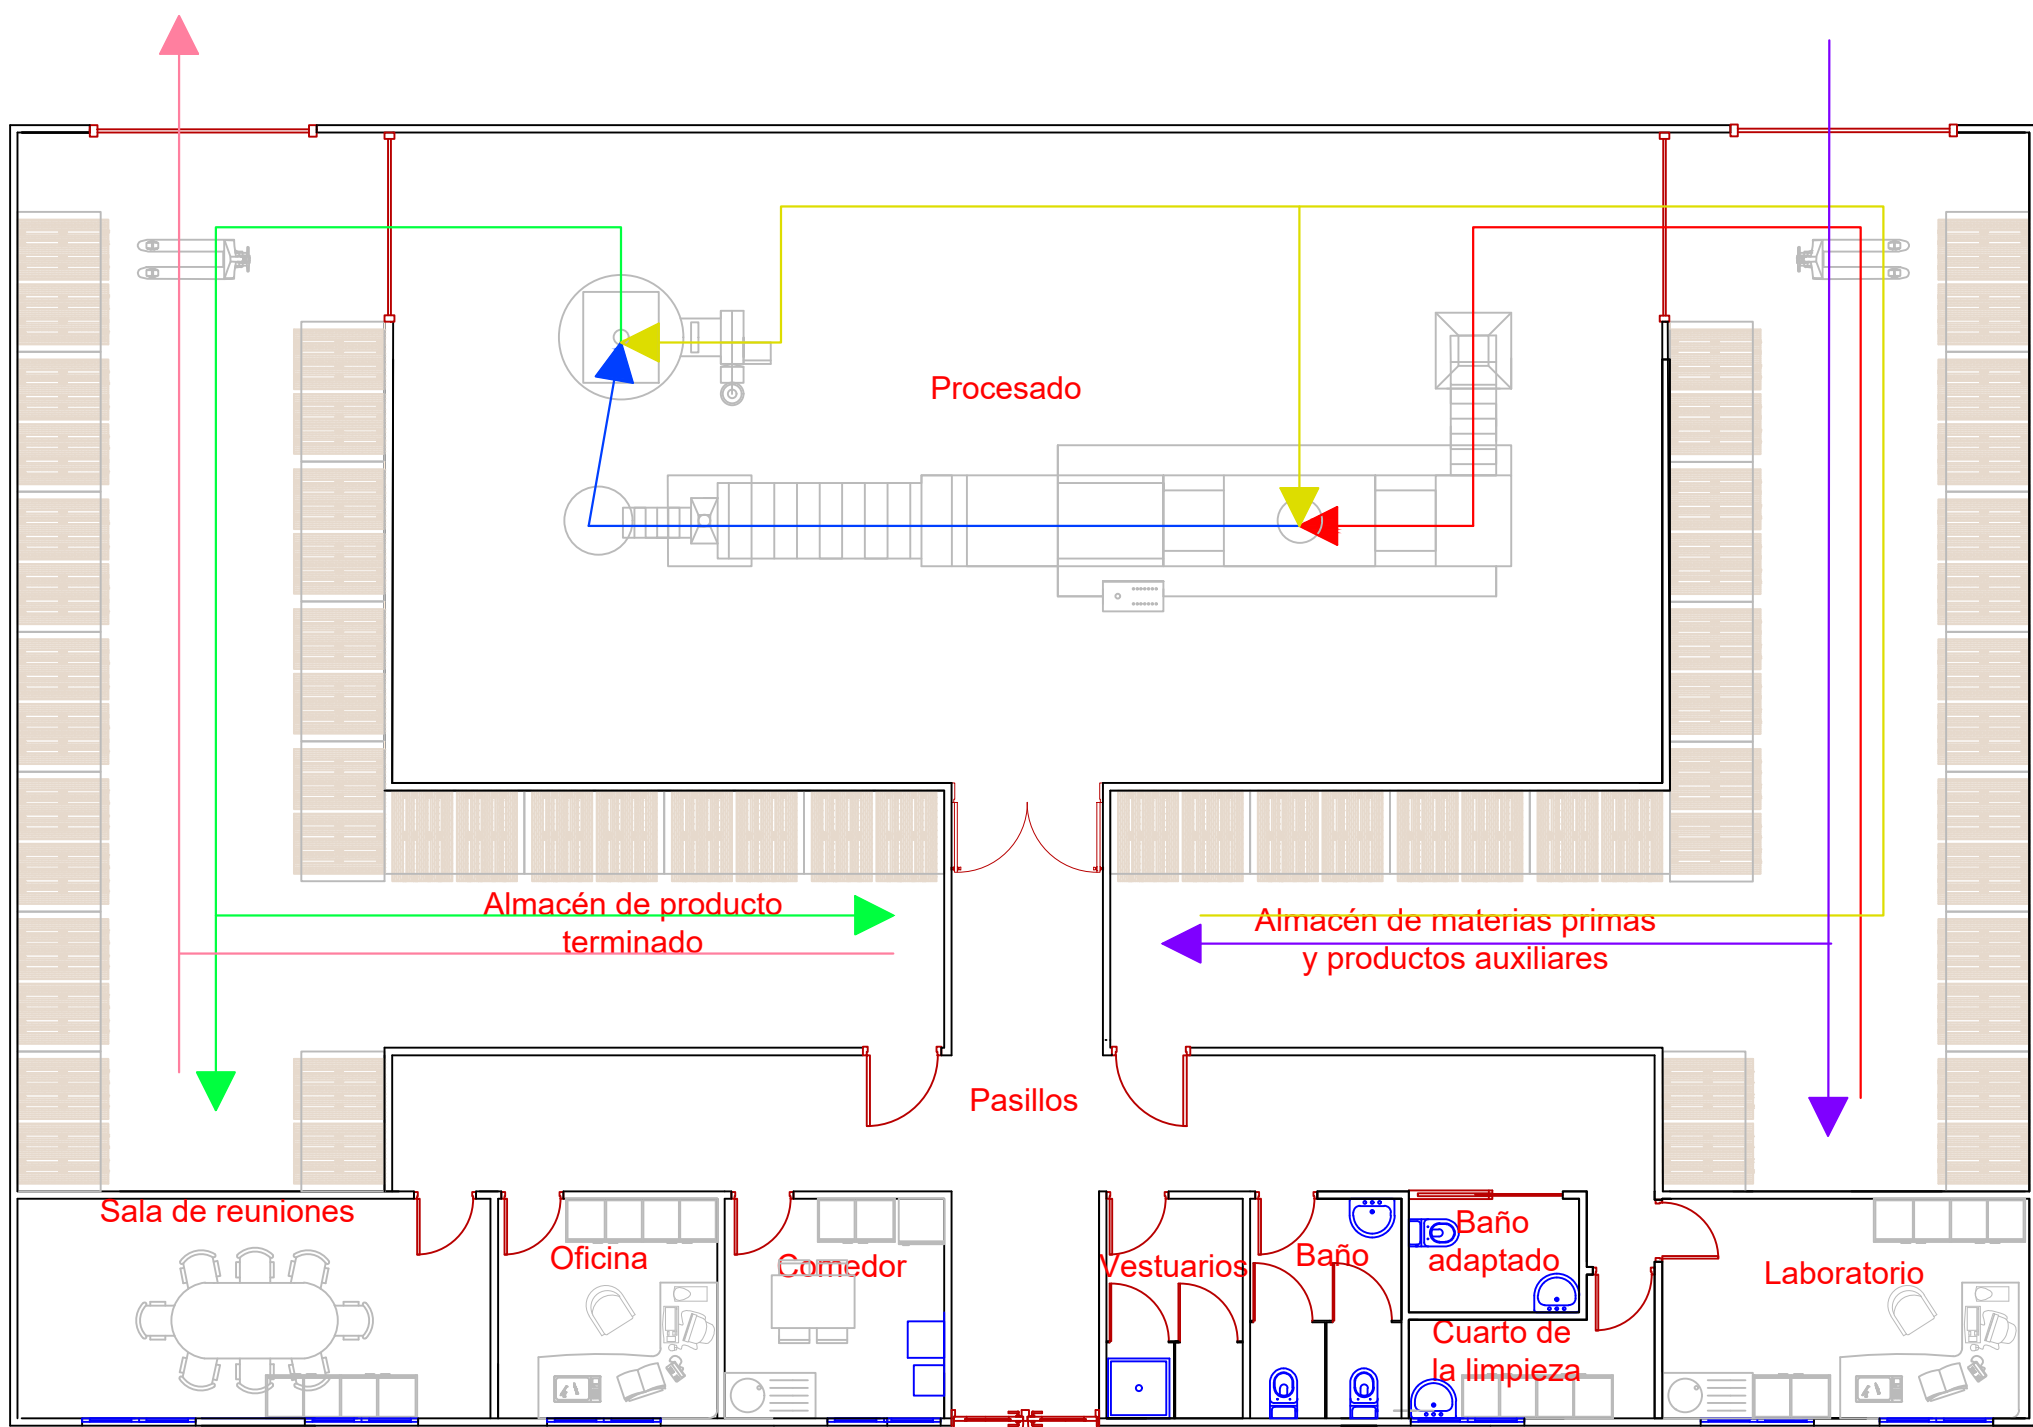 Procesado
Almacén de producto
terminado
Almacén de materias primas
y productos auxiliares
Pasillos
Sala de reuniones
Oficina
Comedor
Vestuarios
Baño
Baño
adaptado
Cuarto de
la limpieza
Laboratorio